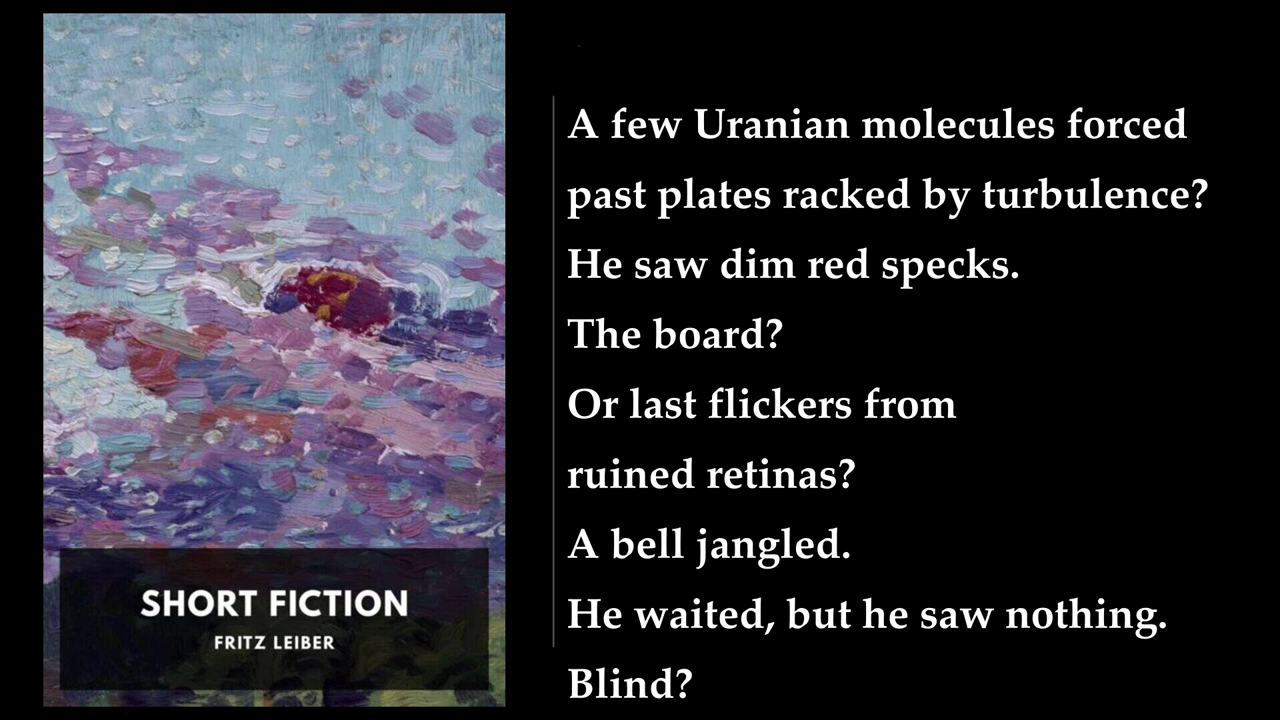 SHORT FICTION
FRITZ LEIBER
A few Uranian molecules forced
past plates racked by turbulence?
He saw dim red specks.
The board?
Or last flickers from
ruined retinas?
A bell jangled.
He waited, but he saw nothing.
Blind?